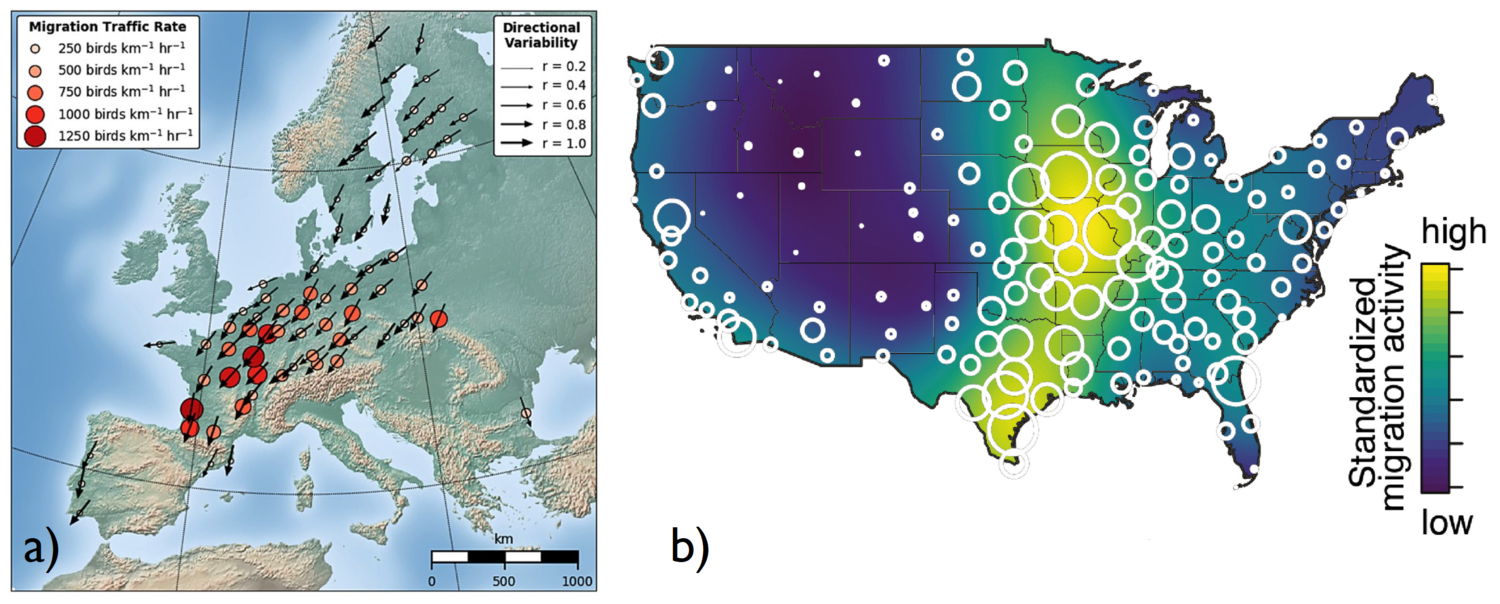 Migration Traffic Rate
250 birds km⁻¹ hr⁻¹
500 birds km⁻¹ hr⁻¹
750 birds km⁻¹ hr⁻¹
1000 birds km⁻¹ hr⁻¹
1250 birds km⁻¹ hr⁻¹
Directional
Variability
r = 0.2
r = 0.4
r = 0.6
r = 0.8
r = 1.0
a)
km
0 500 1000
b)
Standardized
migration activity
high
low